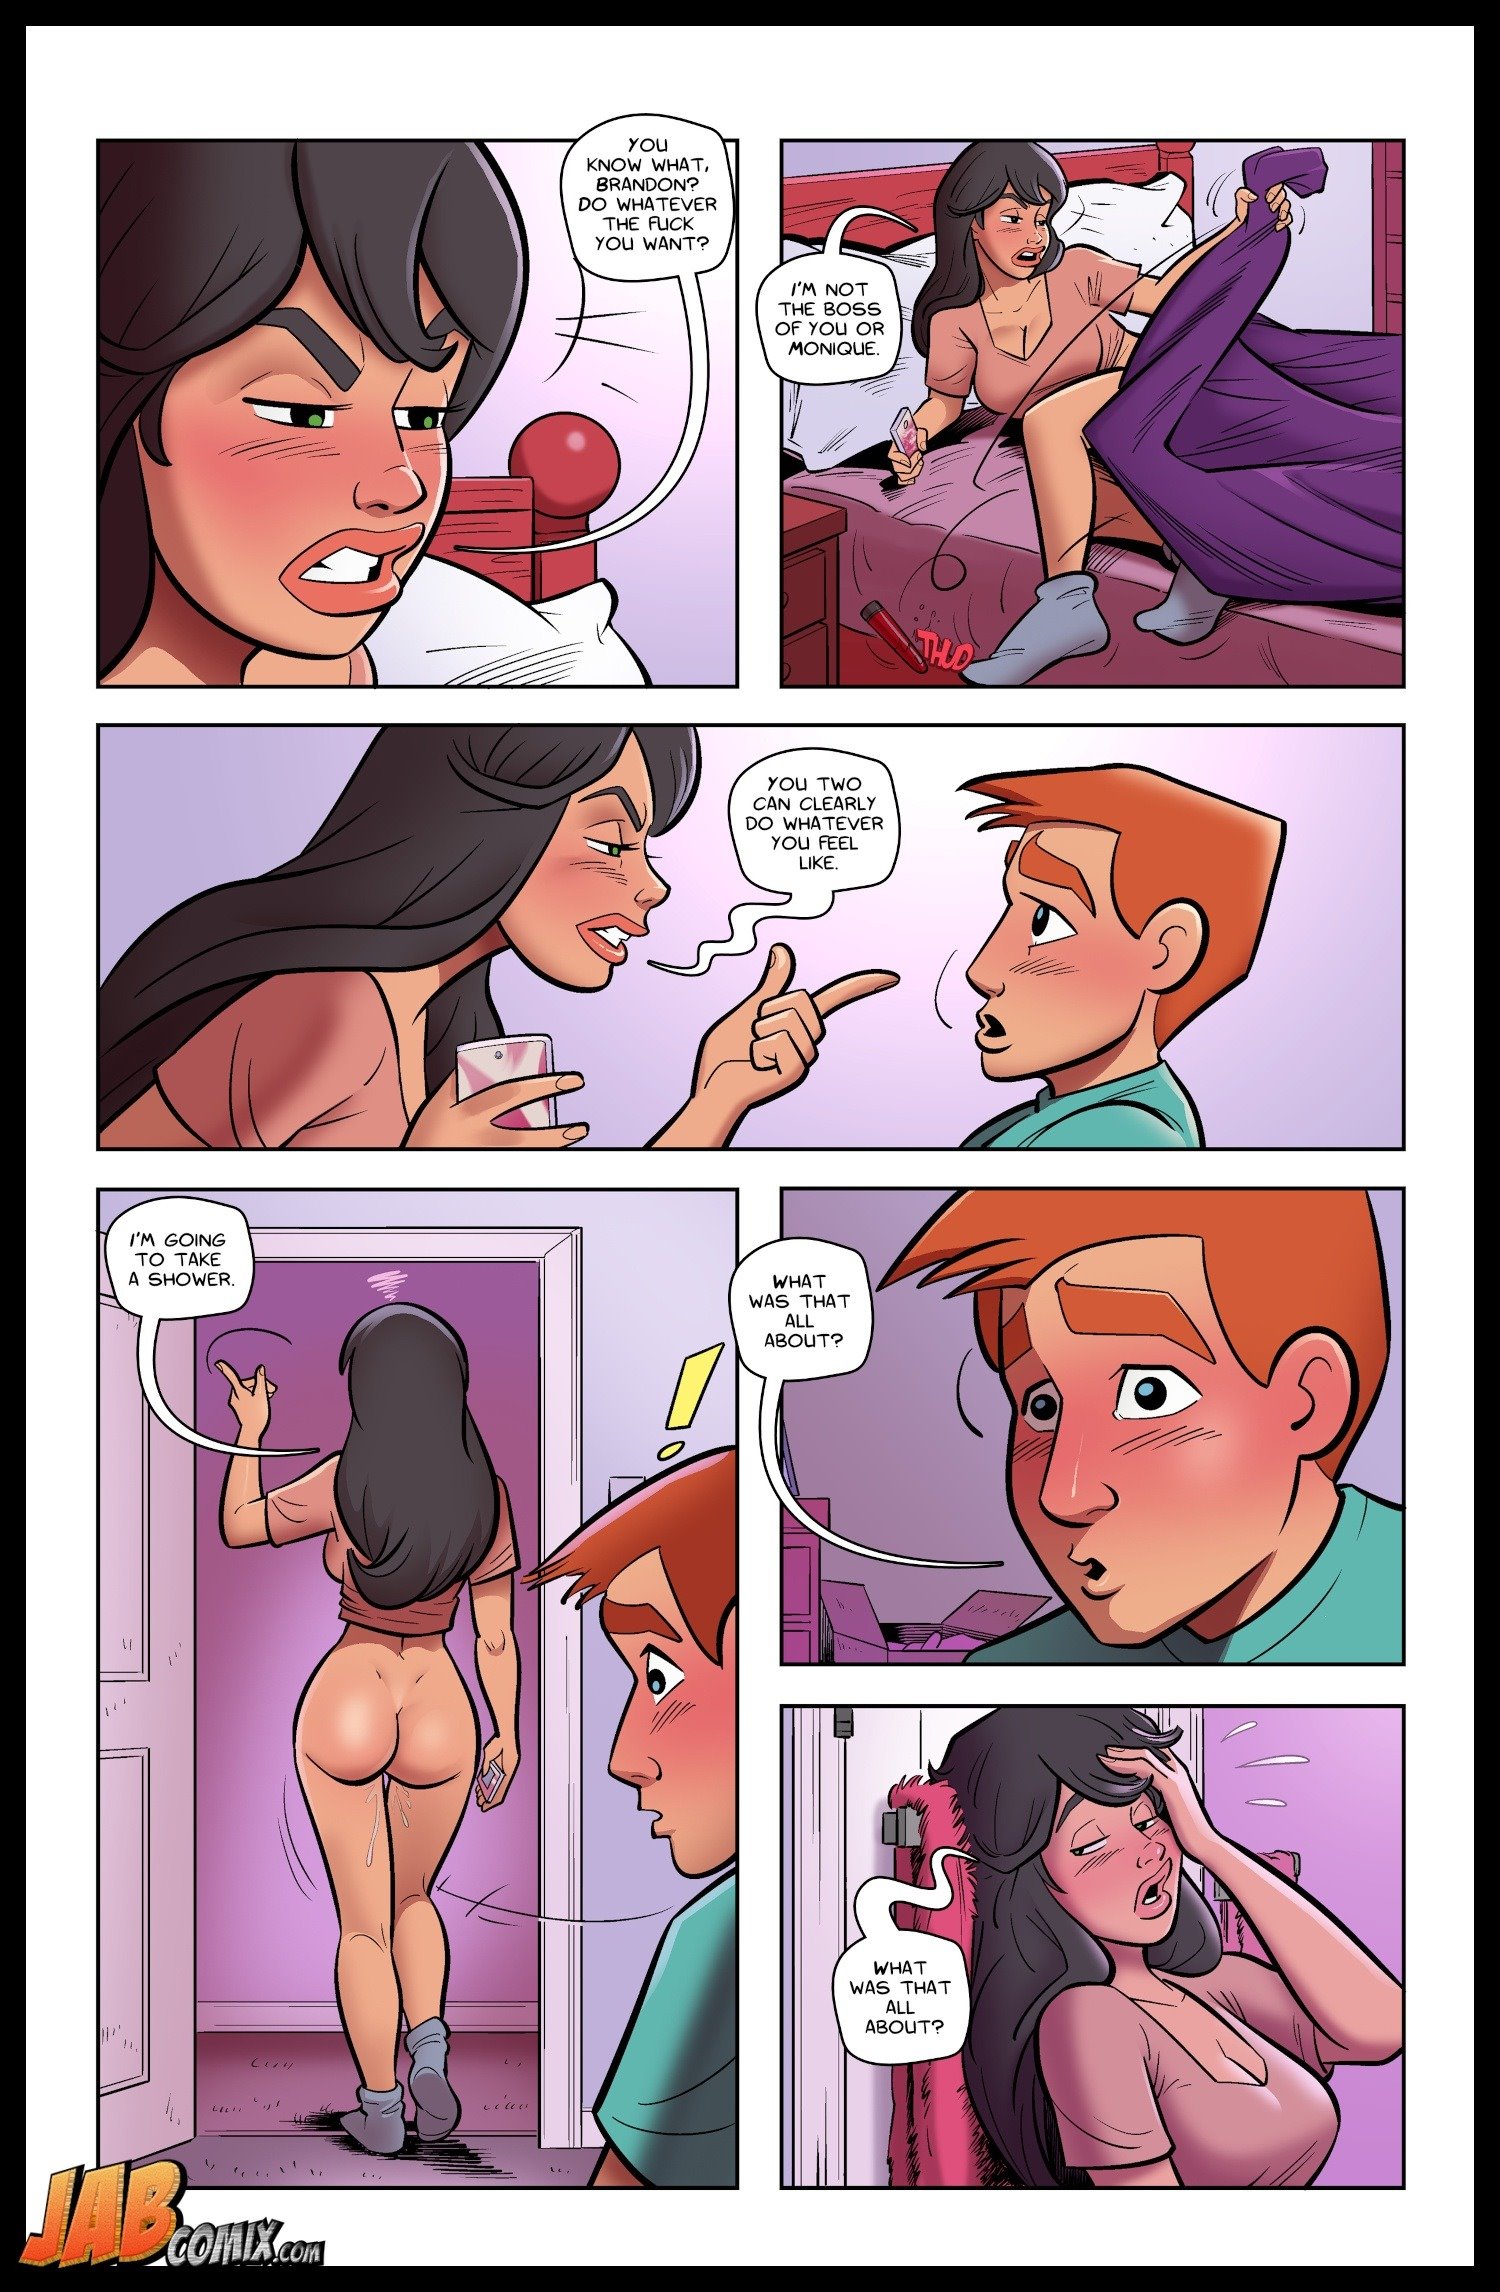 YOU
KNOW WHAT,
BRANDON?
DO WHATEVER
THE FUCK
YOU WANT?
I'M NOT
THE BOSS
OF YOU OR
MONIQUE.
THUD
YOU TWO
CAN CLEARLY
DO WHATEVER
YOU FEEL
LIKE.
I'M GOING
TO TAKE
A SHOWER.
!
WHAT
WAS THAT
ALL
ABOUT?
WHAT
WAS THAT
ALL
ABOUT?
JAB
COMIX.COM